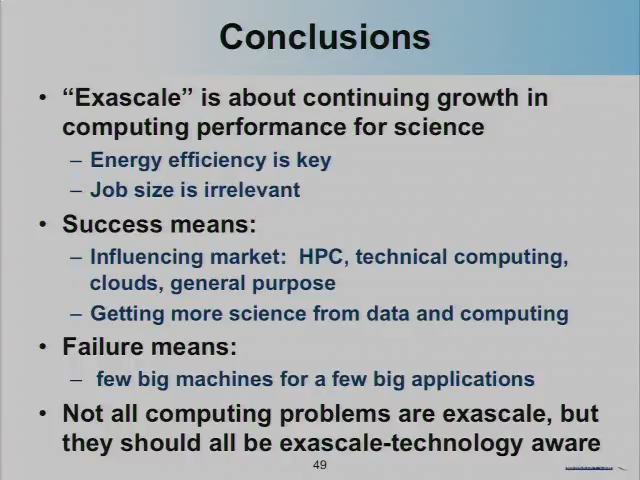 Conclusions
• “Exascale” is about continuing growth in
computing performance for science
– Energy efficiency is key
– Job size is irrelevant
• Success means:
– Influencing market: HPC, technical computing,
clouds, general purpose
– Getting more science from data and computing
• Failure means:
– few big machines for a few big applications
• Not all computing problems are exascale, but
they should all be exascale-technology aware
49